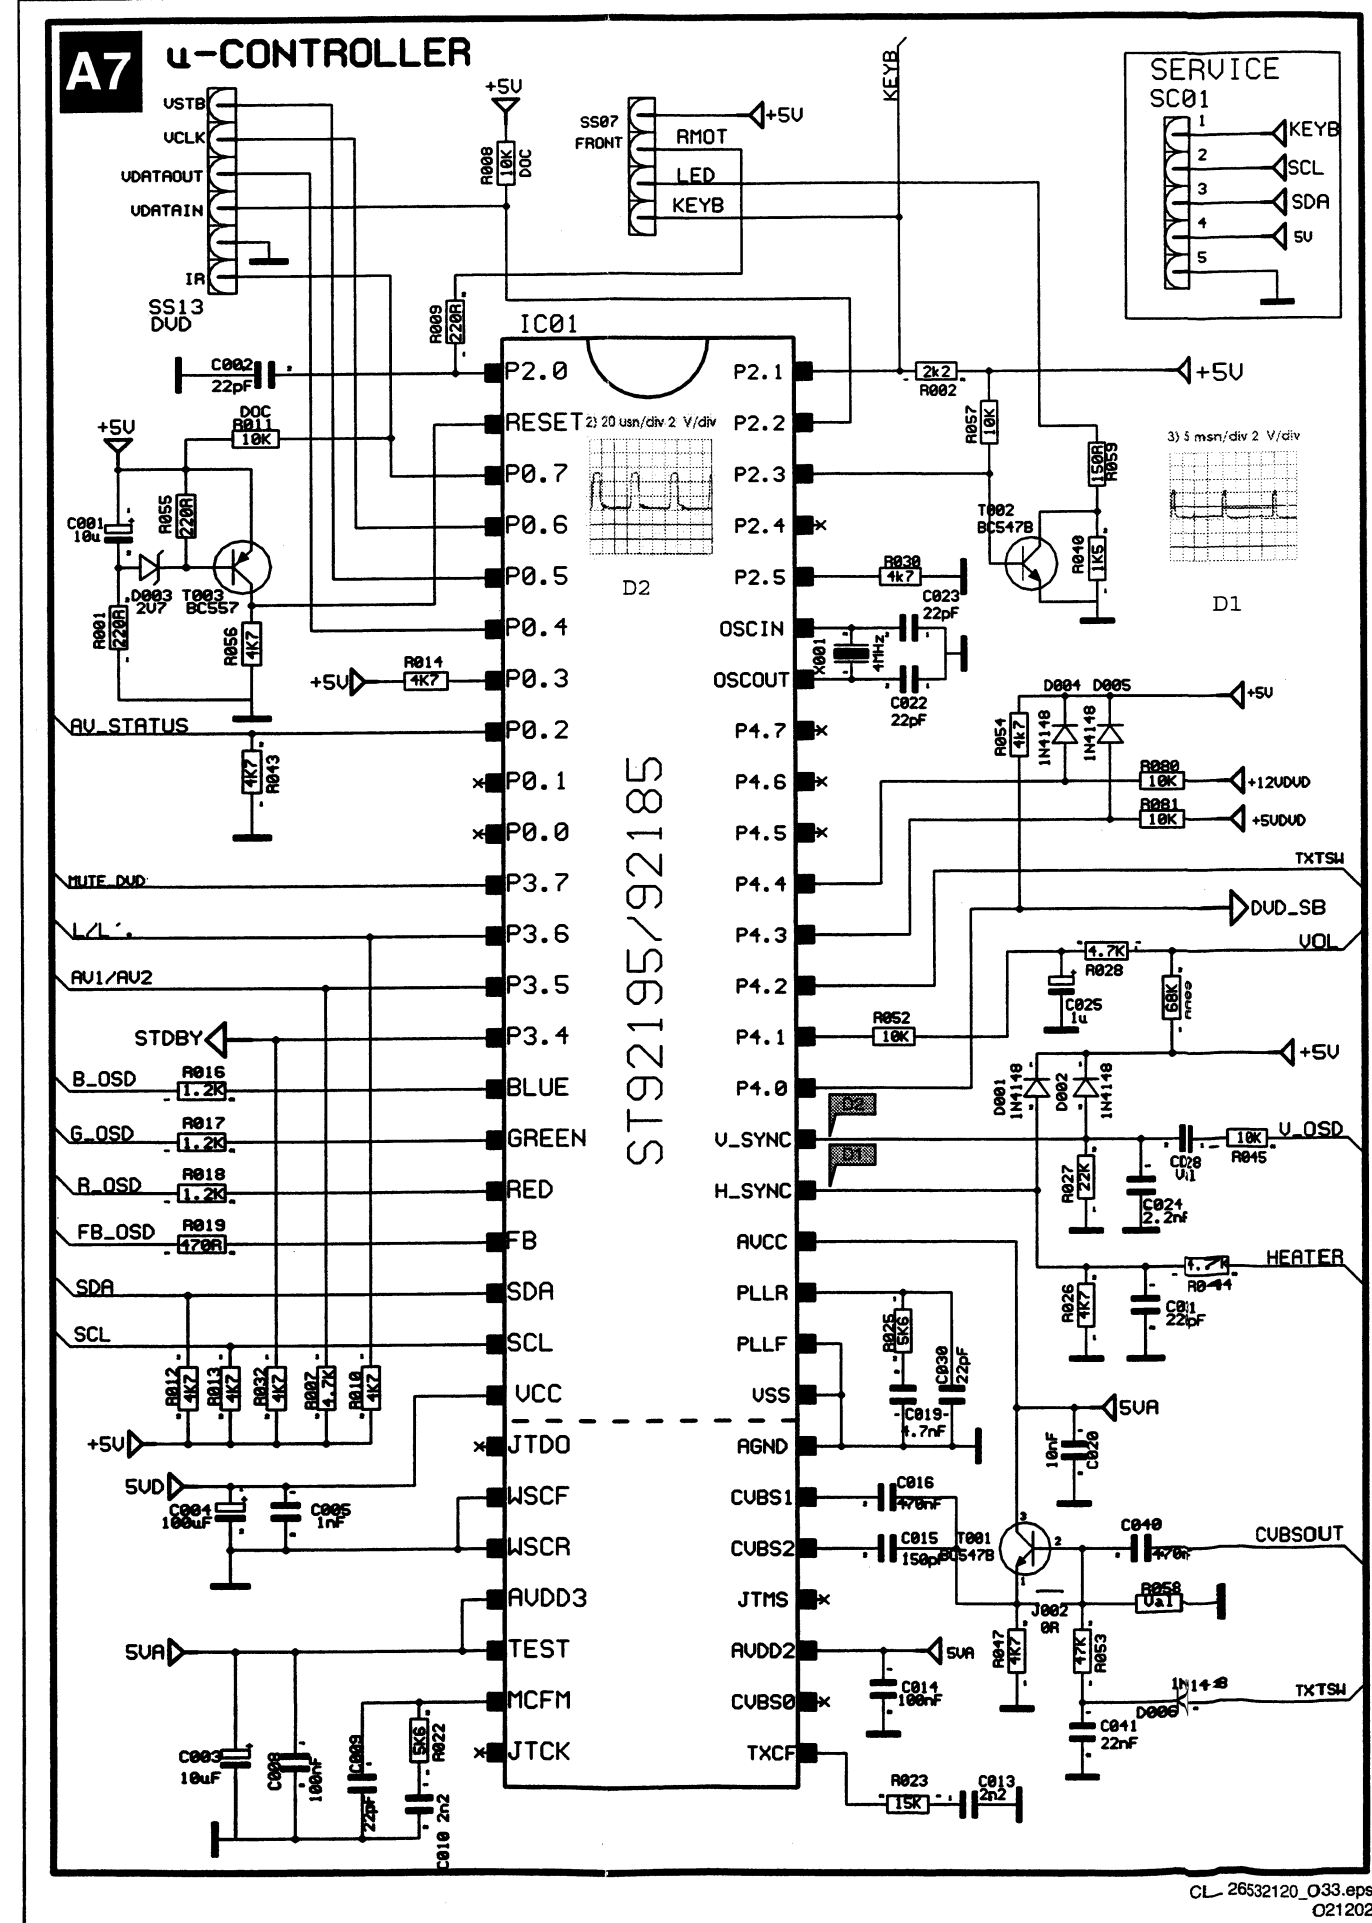 A7
u-CONTROLLER
VSTB
VCLK
VDATAOUT
VDATAIN
IR
SS13
DVD
+5V
R008
10K
DOC
SS07
FRONT
+5V
RMOT
LED
KEYB
KEYB
SERVICE
SC01
1
KEYB
2
SCL
3
SDA
4
5V
5
R009
220R
IC01
C002
22pF
DOC
R011
10K
+5V
C001
10u
R055
220R
D003
2V7
T003
BC557
R001
220R
R056
4K7
+5V
R014
4K7
AV_STATUS
4K7
R043
MUTE_DVD
L/L'.
AV1/AV2
STDBY
B_OSD
R016
1.2K
G_OSD
R017
1.2K
R_OSD
R018
1.2K
FB_OSD
R019
470R
SDA
SCL
R012
4K7
R013
4K7
R032
4K7
R007
4.7K
R010
4K7
+5V
5VD
C004
100uF
C005
1nF
5VA
C003
10uF
C008
100nF
C009
22pF
5K6
R022
C010 2n2
P2.0
RESET
P0.7
P0.6
P0.5
P0.4
P0.3
P0.2
P0.1
P0.0
P3.7
P3.6
P3.5
P3.4
BLUE
GREEN
RED
FB
SDA
SCL
VCC
JTDO
WSCF
WSCR
AVDD3
TEST
MCFM
JTCK
2) 20 usn/div 2 V/div
D2
ST92195/92185
P2.1
P2.2
P2.3
P2.4
P2.5
OSCIN
OSCOUT
P4.7
P4.6
P4.5
P4.4
P4.3
P4.2
P4.1
P4.0
V_SYNC
H_SYNC
AVCC
PLLR
PLLF
VSS
AGND
CVBS1
CVBS2
JTMS
AVDD2
CVBS0
TXCF
2k2
R002
+5V
R057
10K
150R
R059
3) 5 msn/div 2 V/div
D1
T002
BC547B
R040
1K5
R030
4k7
C023
22pF
X001
4MHz
C022
22pF
D004
D005
+5V
R054
4k7
1N4148
1N4148
R080
10K
+12VDVD
R081
10K
+5VDVD
TXTSW
DVD_SB
VOL
4.7K
R028
C025
1u
68K
R052
10K
+5V
D001
1N4148
D002
1N4148
D2
D1
V_OSD
10K
R045
R027
22K
C024
2.2nF
HEATER
R026
4K7
22pF
R025
5K6
C030
22pF
C019
4.7nF
5VA
10nF
C020
C016
470nF
C015
150pF
T001
BC547B
3
2
1
C040
CVBSOUT
J002
0R
R058
Val
R047
4K7
47K
R053
5VA
C014
100nF
D006
TXTSW
C041
22nF
R023
15K
C013
2n2
CL 26532120_033.eps
021202